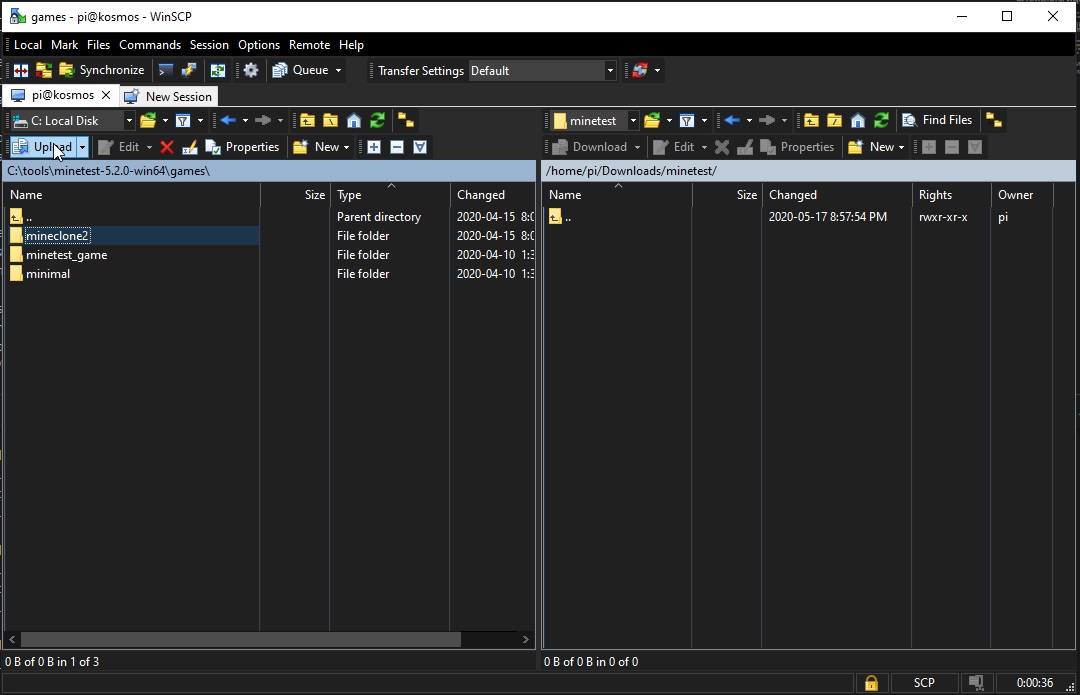 games - pi@kosmos - WinSCP
Local Mark Files Commands Session Options Remote Help
Synchronize Queue Transfer Settings Default
pi@kosmos New Session
C: Local Disk minetest Find Files
Upload Edit Properties New Download Edit Properties New
C:\tools\minetest-5.2.0-win64\games\ /home/pi/Downloads/minetest/
Name Size Type Changed Name Size Changed Rights Owner
.. Parent directory 2020-04-15 8:0 .. 2020-05-17 8:57:54 PM rwxr-xr-x pi
mineclone2 File folder 2020-04-15 8:0
minetest_game File folder 2020-04-10 1:3
minimal File folder 2020-04-10 1:3
0 B of 0 B in 1 of 3 0 B of 0 B in 0 of 0
SCP 0:00:36